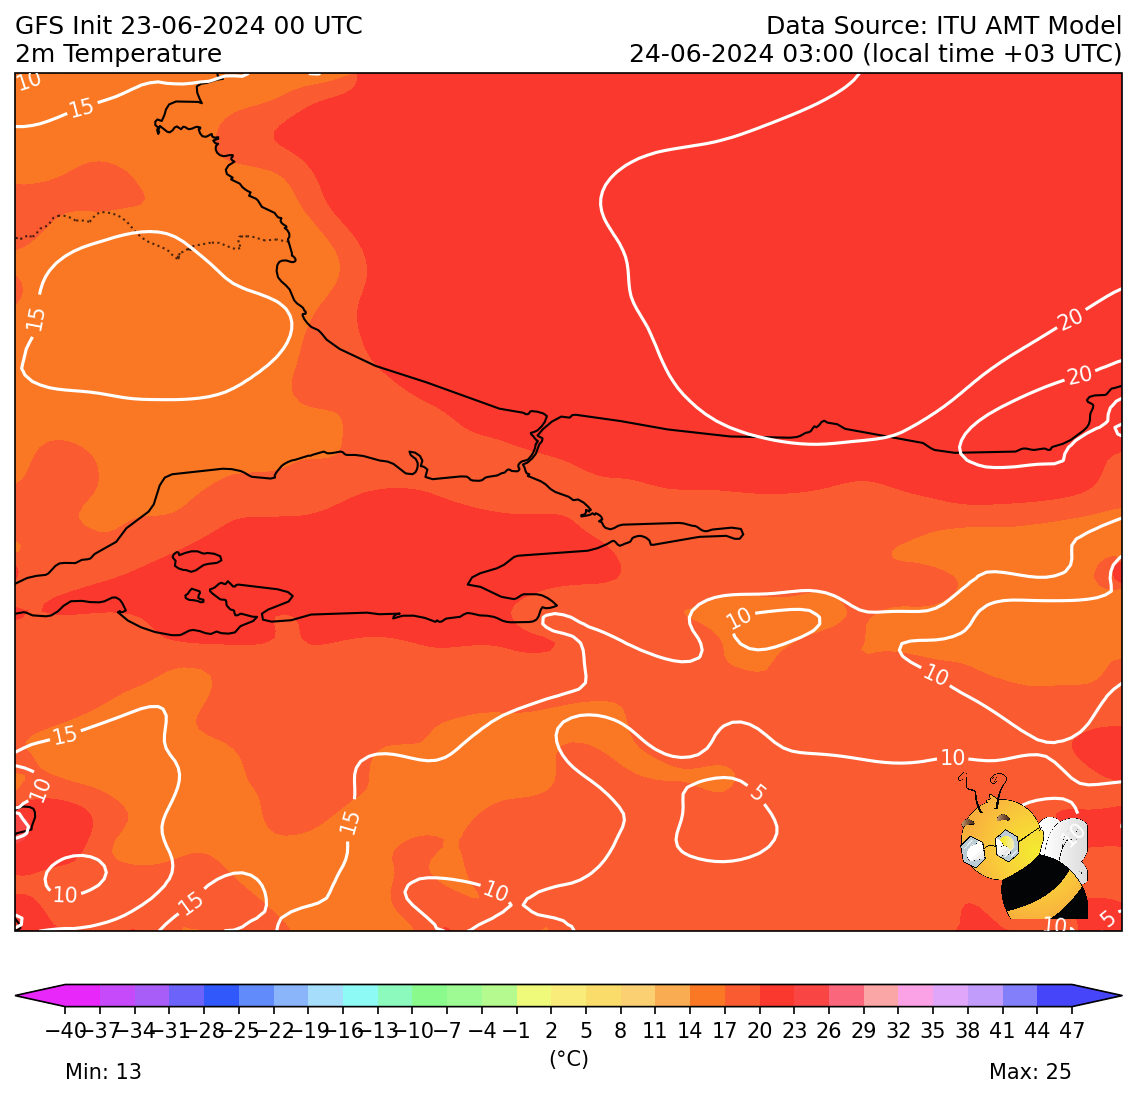 GFS Init 23-06-2024 00 UTC
Data Source: ITU AMT Model
2m Temperature
24-06-2024 03:00 (local time +03 UTC)
10
15
20
15
20
10
10
15
10
10
5
15
10
10
10
15
5
10
−40 −37 −34 −31 −28 −25 −22 −19 −16 −13 −10 −7 −4 −1 2 5 8 11 14 17 20 23 26 29 32 35 38 41 44 47
(°C)
Min: 13
Max: 25